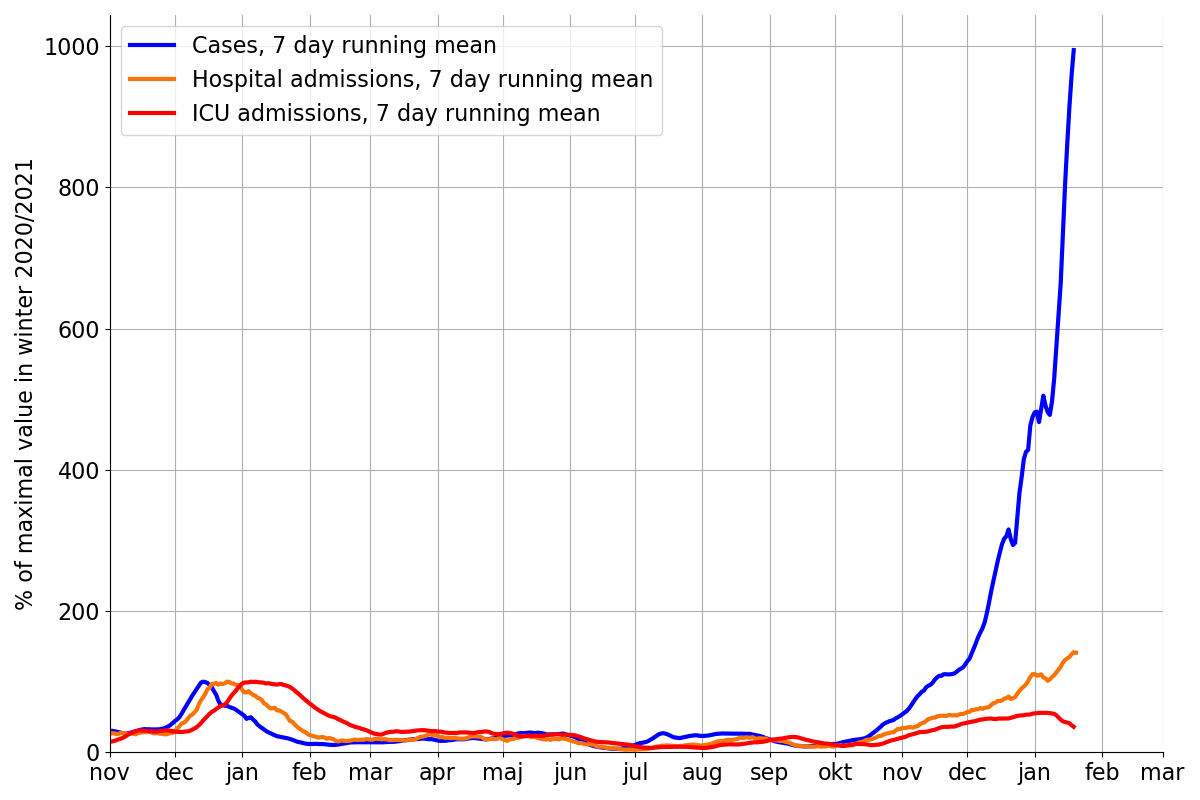 Cases, 7 day running mean
Hospital admissions, 7 day running mean
ICU admissions, 7 day running mean
% of maximal value in winter 2020/2021
1000
800
600
400
200
0
nov dec jan feb mar apr maj jun jul aug sep okt nov dec jan feb mar